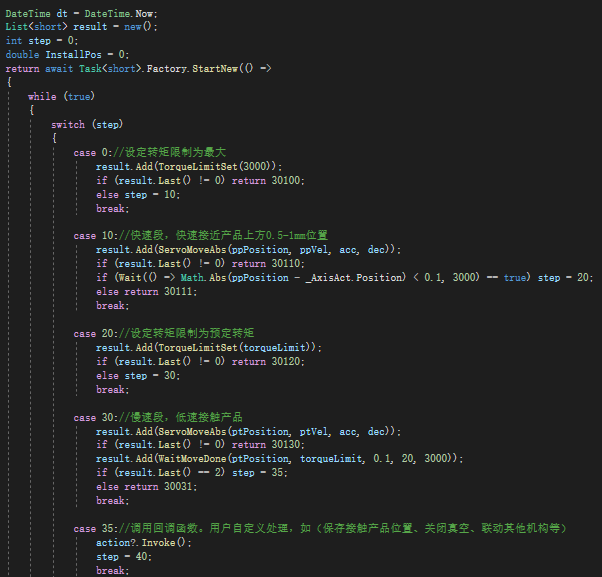 DateTime dt = DateTime.Now;
List<short> result = new();
int step = 0;
double InstallPos = 0;
return await Task<short>.Factory.StartNew(() =>
{
while (true)
{
switch (step)
{
case 0://设定转矩限制为最大
result.Add(TorqueLimitSet(3000));
if (result.Last() != 0) return 30100;
else step = 10;
break;
case 10://快速段，快速接近产品上方0.5-1mm位置
result.Add(ServoMoveAbs(ppPosition, ppVel, acc, dec));
if (result.Last() != 0) return 30110;
if (Wait(() => Math.Abs(ppPosition - _AxisAct.Position) < 0.1, 3000) == true) step = 20;
else return 30111;
break;
case 20://设定转矩限制为预定转矩
result.Add(TorqueLimitSet(torqueLimit));
if (result.Last() != 0) return 30120;
else step = 30;
break;
case 30://慢速段，低速接触产品
result.Add(ServoMoveAbs(ptPosition, ptVel, acc, dec));
if (result.Last() != 0) return 30130;
result.Add(WaitMoveDone(ptPosition, torqueLimit, 0.1, 20, 3000));
if (result.Last() == 2) step = 35;
else return 30031;
break;
case 35://调用回调函数。用户自定义处理，如（保存接触产品位置、关闭真空、联动其他机构等）
action?.Invoke();
step = 40;
break;